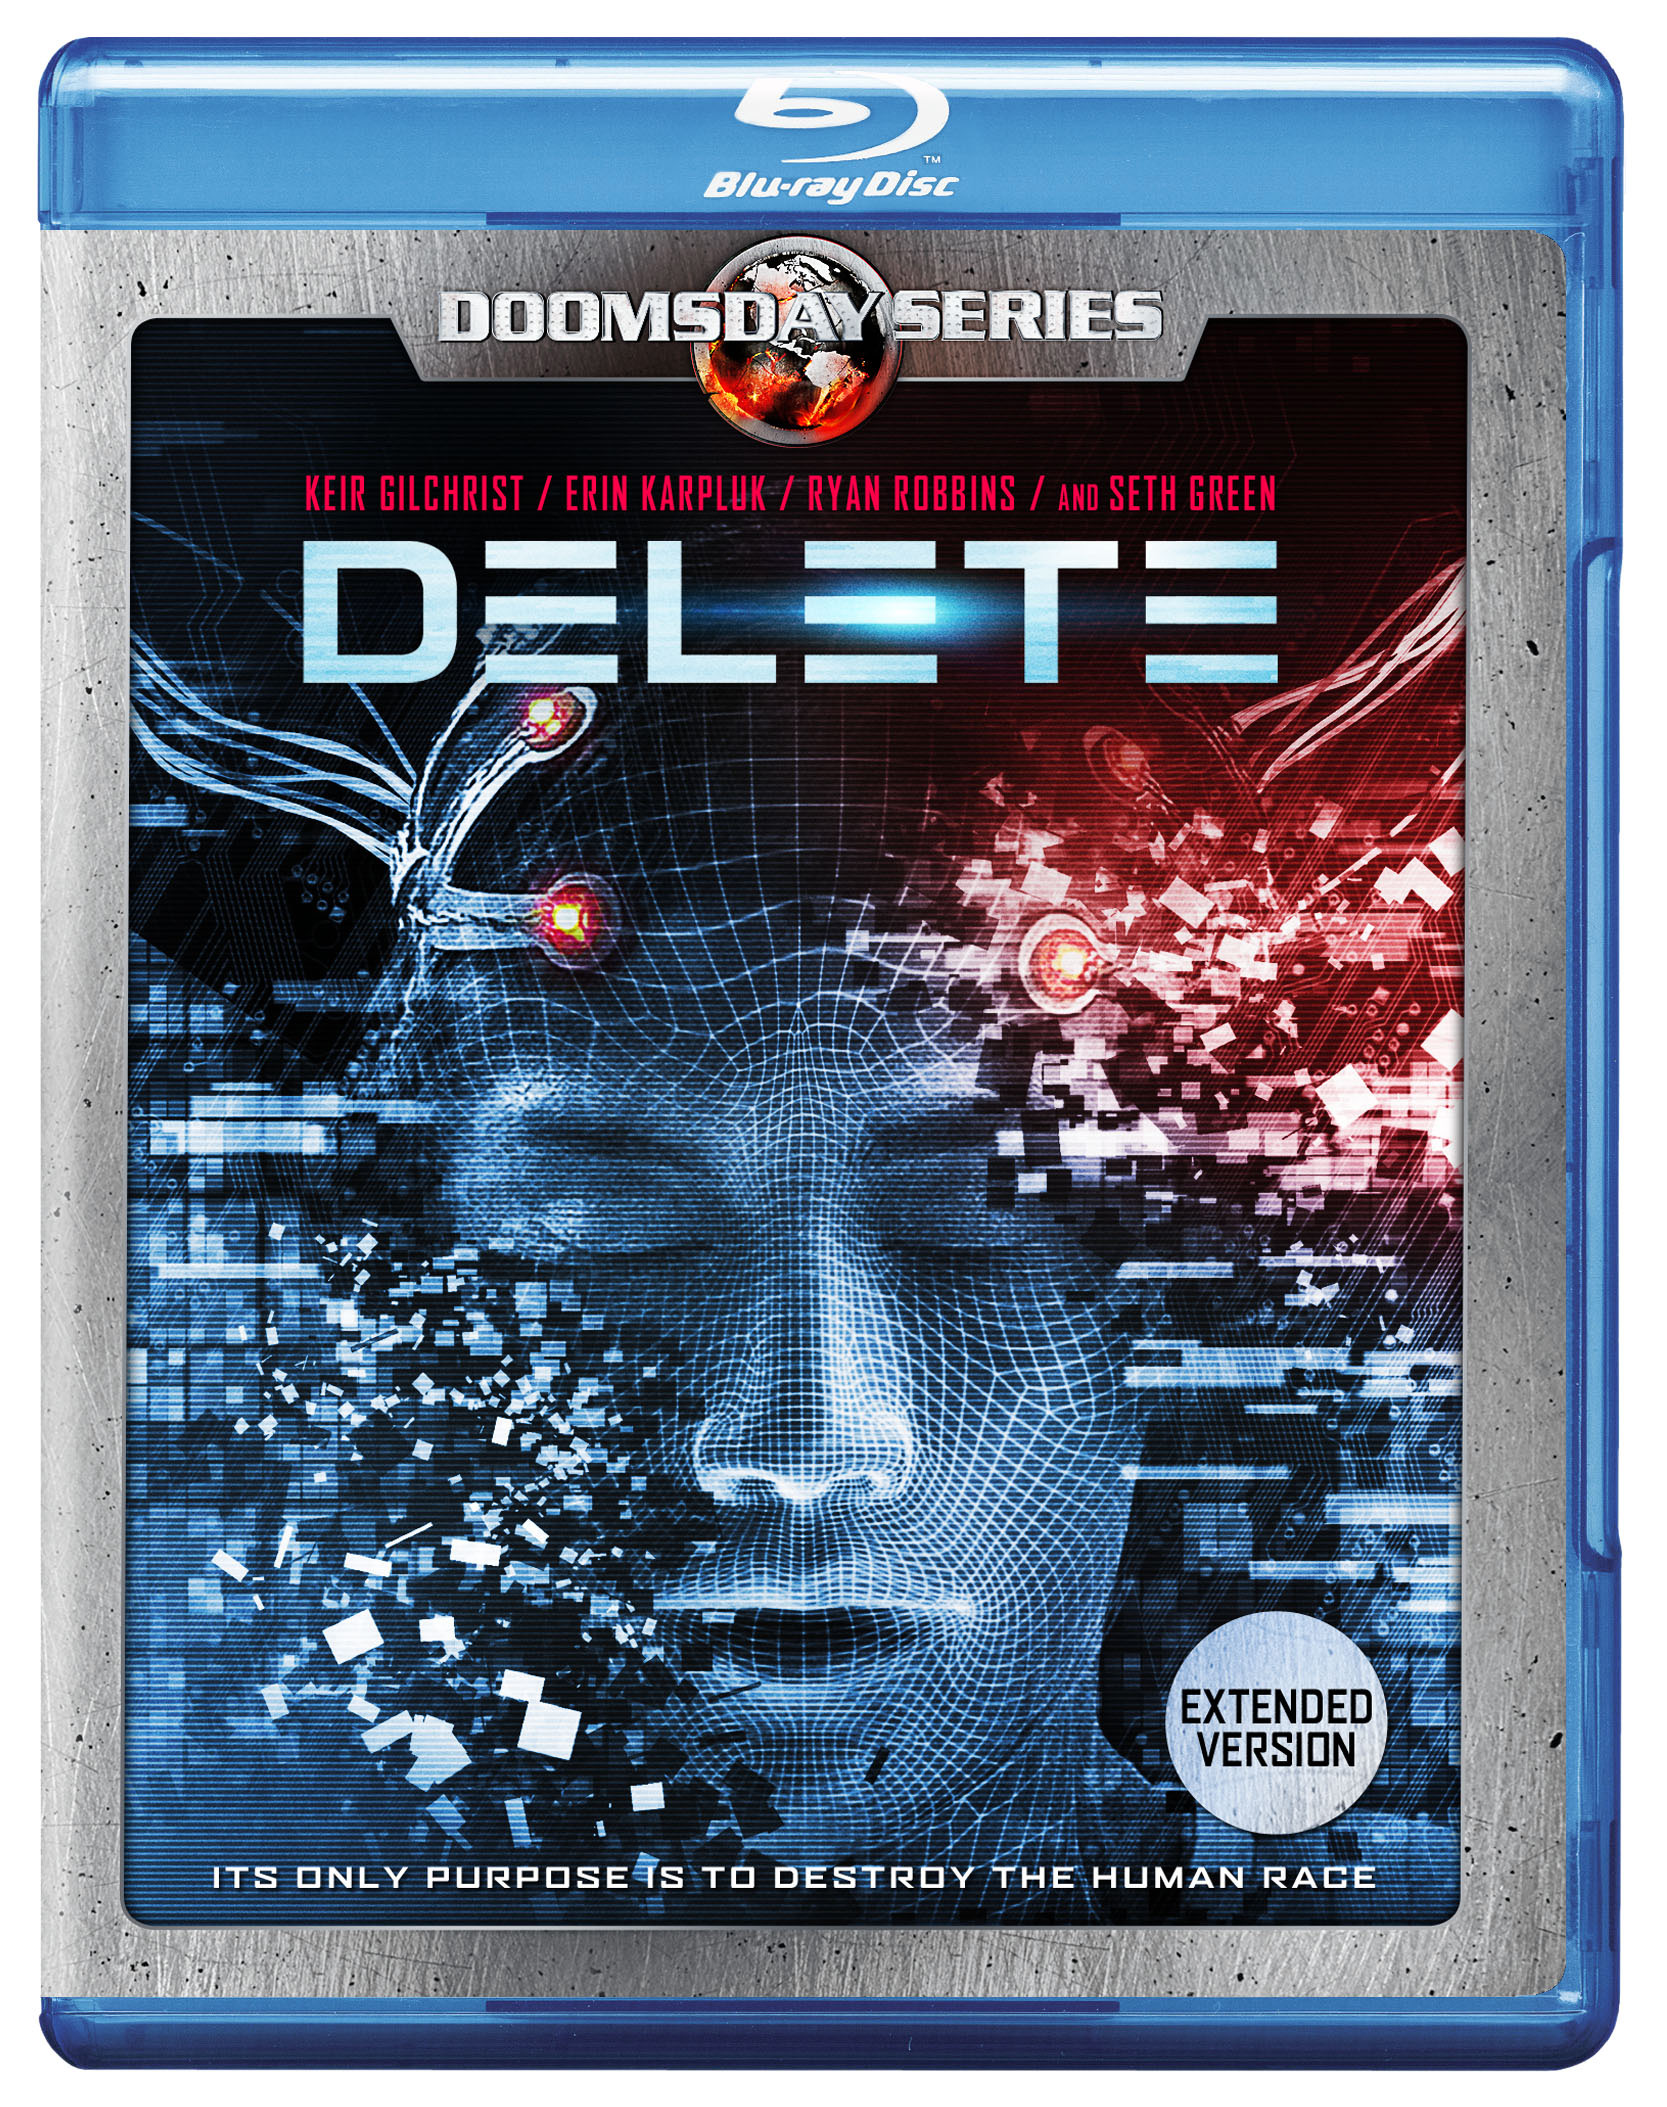 Blu-ray Disc™
DOOMSDAY SERIES
KEIR GILCHRIST / ERIN KARPLUK / RYAN ROBBINS / AND SETH GREEN
DELETE
EXTENDED
VERSION
ITS ONLY PURPOSE IS TO DESTROY THE HUMAN RACE